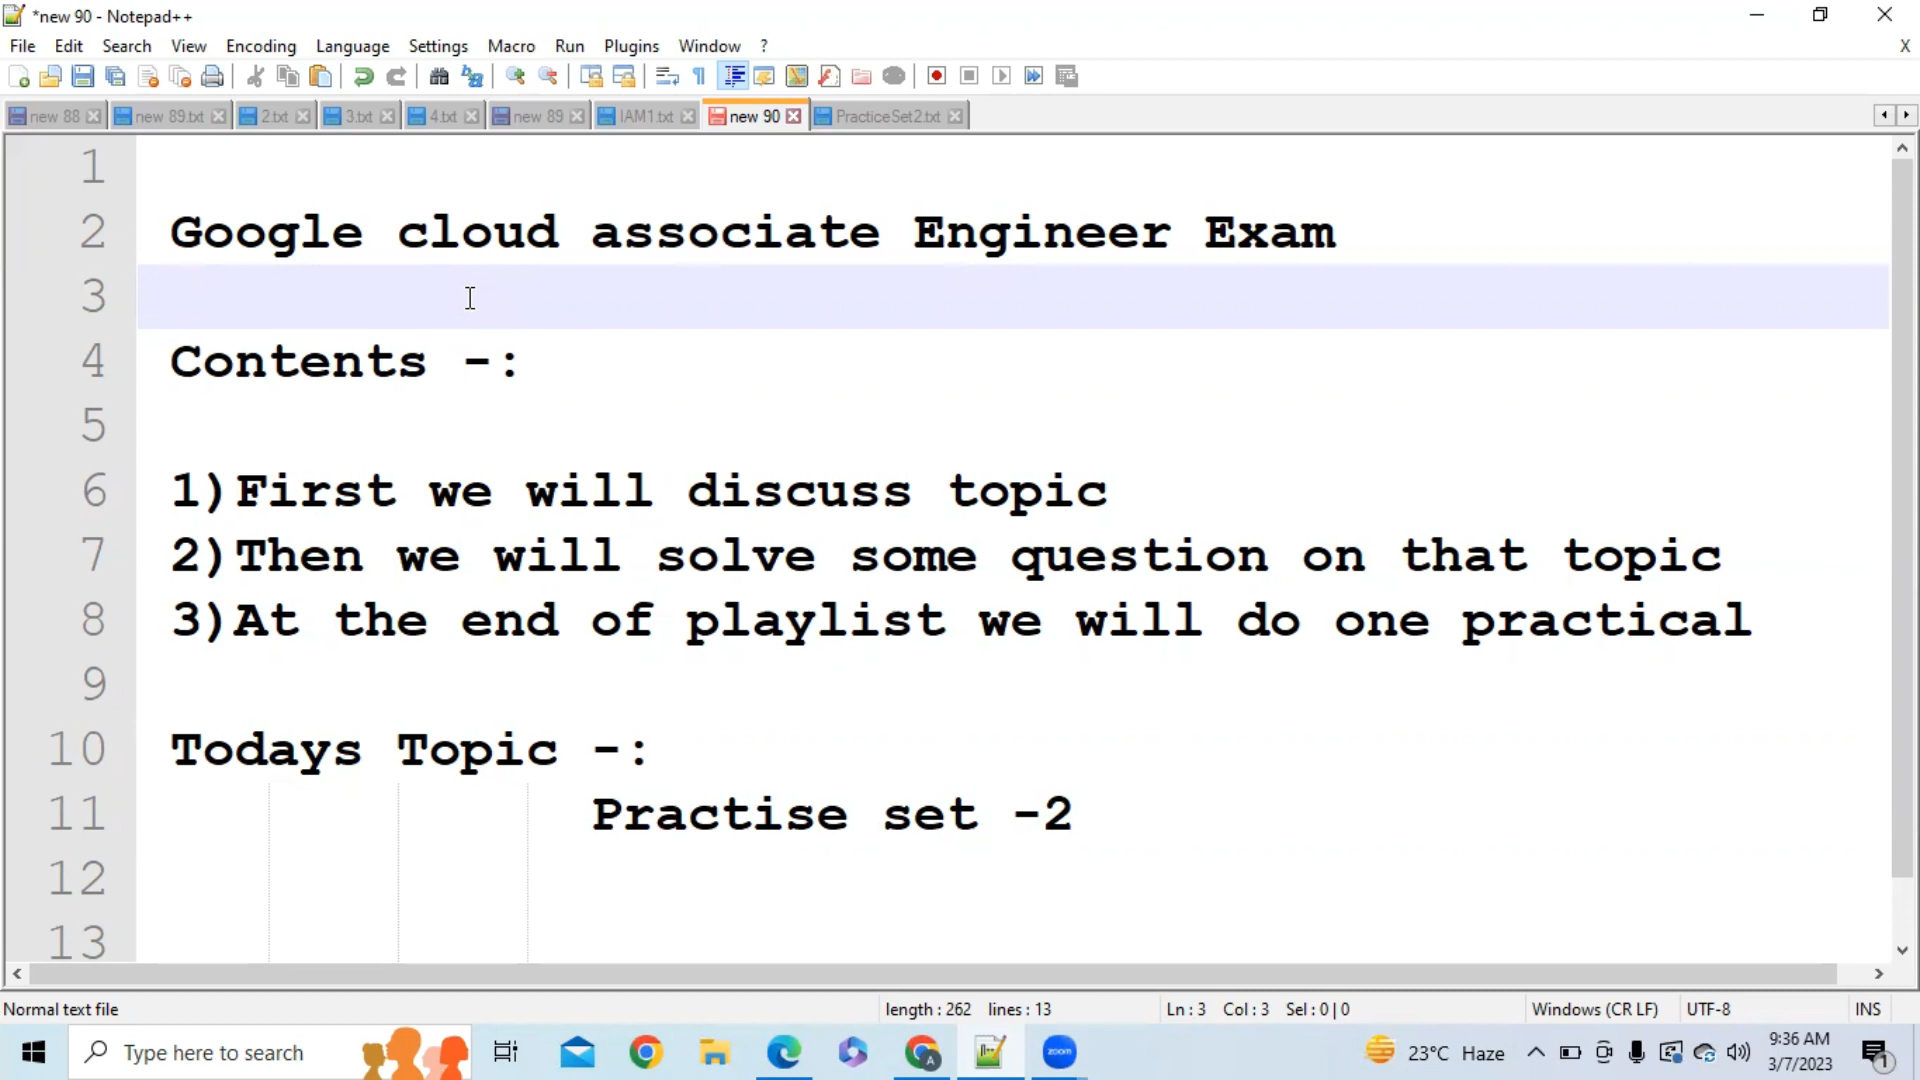 *new 90 - Notepad++
File Edit Search View Encoding Language Settings Macro Run Plugins Window ? X
new 88 new 89.txt 2.txt 3.txt 4.txt new 89 IAM1.txt new 90 PracticeSet2.txt
1
2 Google cloud associate Engineer Exam
3
4 Contents -:
5
6 1)First we will discuss topic
7 2)Then we will solve some question on that topic
8 3)At the end of playlist we will do one practical
9
10 Todays Topic -:
11 Practise set -2
12
13
Normal text file length : 262 lines : 13 Ln : 3 Col : 3 Sel : 0 | 0 Windows (CR LF) UTF-8 INS
Type here to search zoom 23°C Haze 9:36 AM
3/7/2023 1